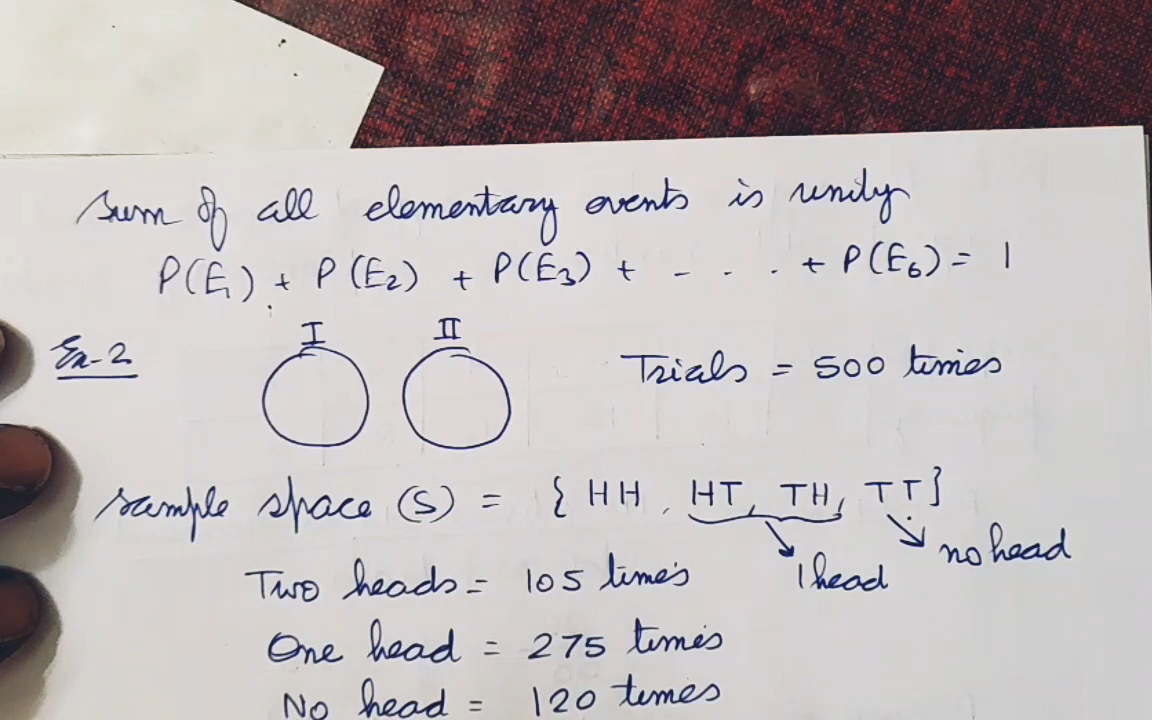 Sum of all elementary events is unity
P(E1) + P(E2) + P(E3) + - . . . + P(E6) = 1
I II
Ex-2
Trials = 500 times
sample space (S) = { HH, HT, TH, TT}
no head
1 head
Two heads = 105 times
One head = 275 times
No head = 120 times